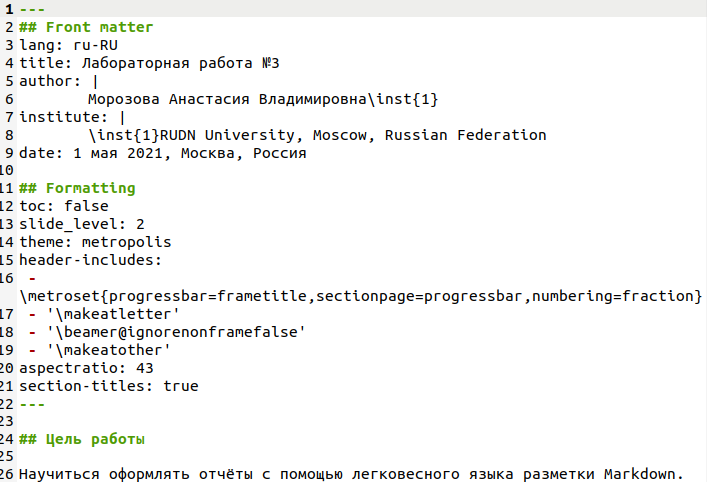 1 ---
2 ## Front matter
3 lang: ru-RU
4 title: Лабораторная работа №3
5 author: |
6         Морозова Анастасия Владимировна\inst{1}
7 institute: |
8         \inst{1}RUDN University, Moscow, Russian Federation
9 date: 1 мая 2021, Москва, Россия
10
11 ## Formatting
12 toc: false
13 slide_level: 2
14 theme: metropolis
15 header-includes:
16  -
\metroset{progressbar=frametitle,sectionpage=progressbar,numbering=fraction}
17  - '\makeatletter'
18  - '\beamer@ignorenonframefalse'
19  - '\makeatother'
20 aspectratio: 43
21 section-titles: true
22 ---
23
24 ## Цель работы
25
26 Научиться оформлять отчёты с помощью легковесного языка разметки Markdown.